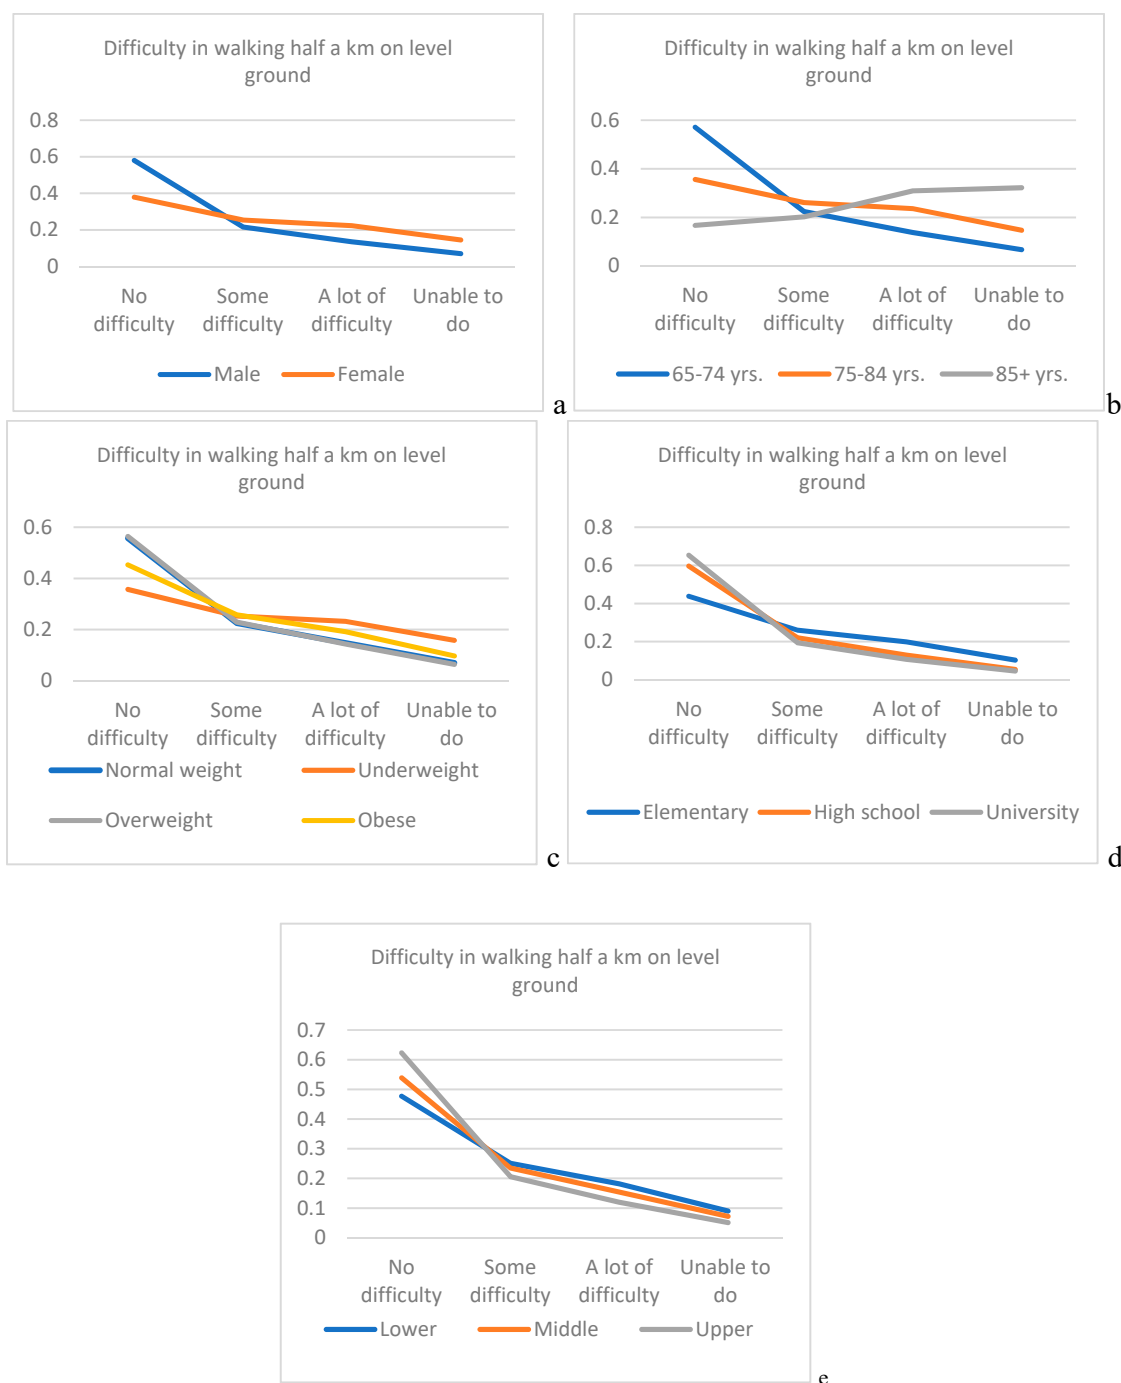 Difficulty in walking half a km on level
ground
0.8
0.6
0.4
0.2
0
No
difficulty
Some
difficulty
A lot of
difficulty
Unable to
do
Male
Female
a
Difficulty in walking half a km on level
ground
0.6
0.4
0.2
0
No
difficulty
Some
difficulty
A lot of
difficulty
Unable to
do
65-74 yrs.
75-84 yrs.
85+ yrs.
b
Difficulty in walking half a km on level
ground
0.6
0.4
0.2
0
No
difficulty
Some
difficulty
A lot of
difficulty
Unable to
do
Normal weight
Underweight
Overweight
Obese
c
Difficulty in walking half a km on level
ground
0.8
0.6
0.4
0.2
0
No
difficulty
Some
difficulty
A lot of
difficulty
Unable to
do
Elementary
High school
University
d
Difficulty in walking half a km on level
ground
0.7
0.6
0.5
0.4
0.3
0.2
0.1
0
No
difficulty
Some
difficulty
A lot of
difficulty
Unable to
do
Lower
Middle
Upper
e